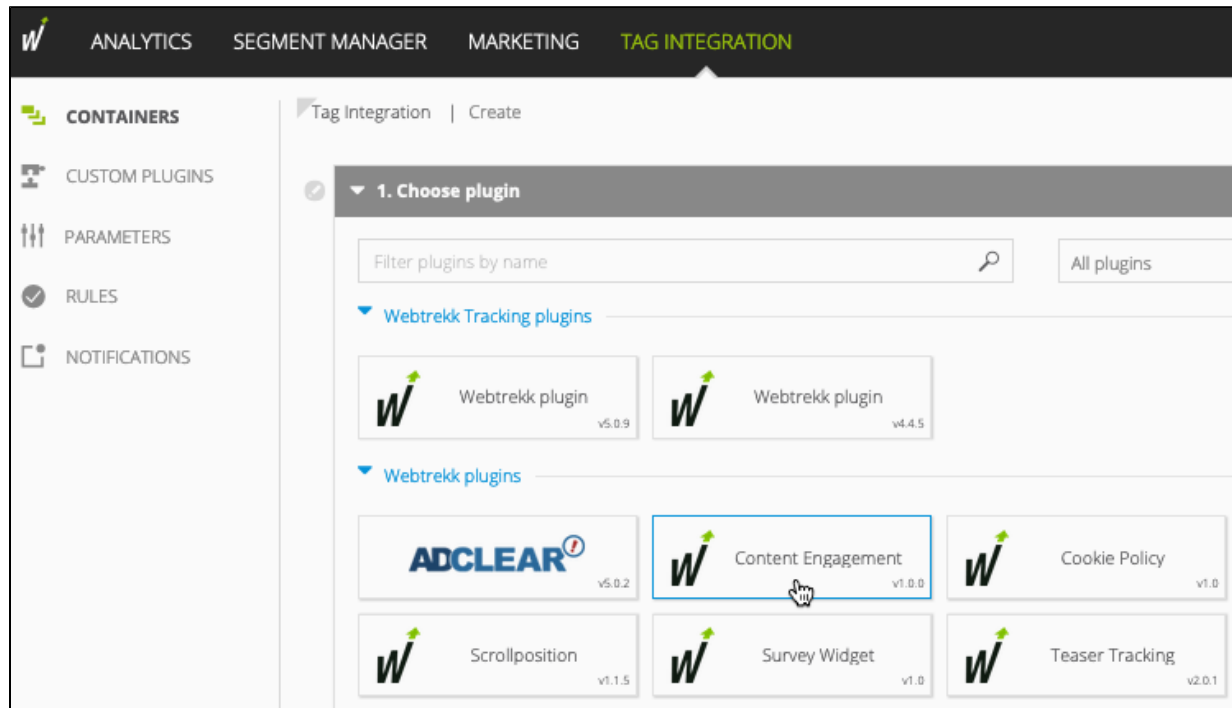 ANALYTICS SEGMENT MANAGER MARKETING TAG INTEGRATION
CONTAINERS
CUSTOM PLUGINS
PARAMETERS
RULES
NOTIFICATIONS
Tag Integration | Create
1. Choose plugin
Filter plugins by name
All plugins
Webtrekk Tracking plugins
Webtrekk plugin
v5.0.9
Webtrekk plugin
v4.4.5
Webtrekk plugins
ADCLEAR
v5.0.2
Content Engagement
v1.0.0
Cookie Policy
v1.0
Scrollposition
v1.1.5
Survey Widget
v1.0
Teaser Tracking
v2.0.1